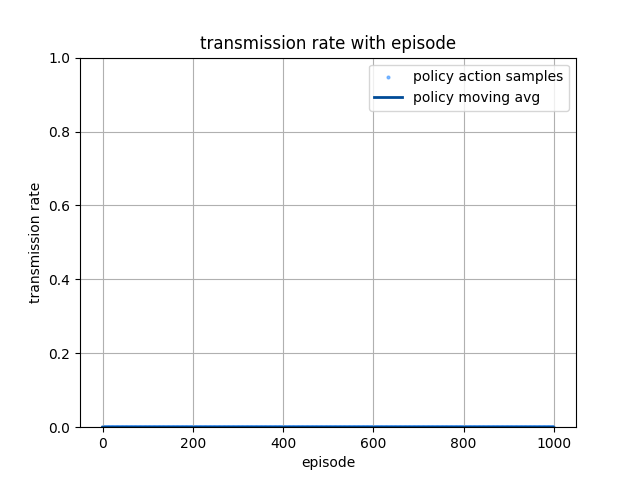 transmission rate with episode
policy action samples
policy moving avg
1.0
0.8
0.6
0.4
0.2
0.0
transmission rate
0 200 400 600 800 1000
episode